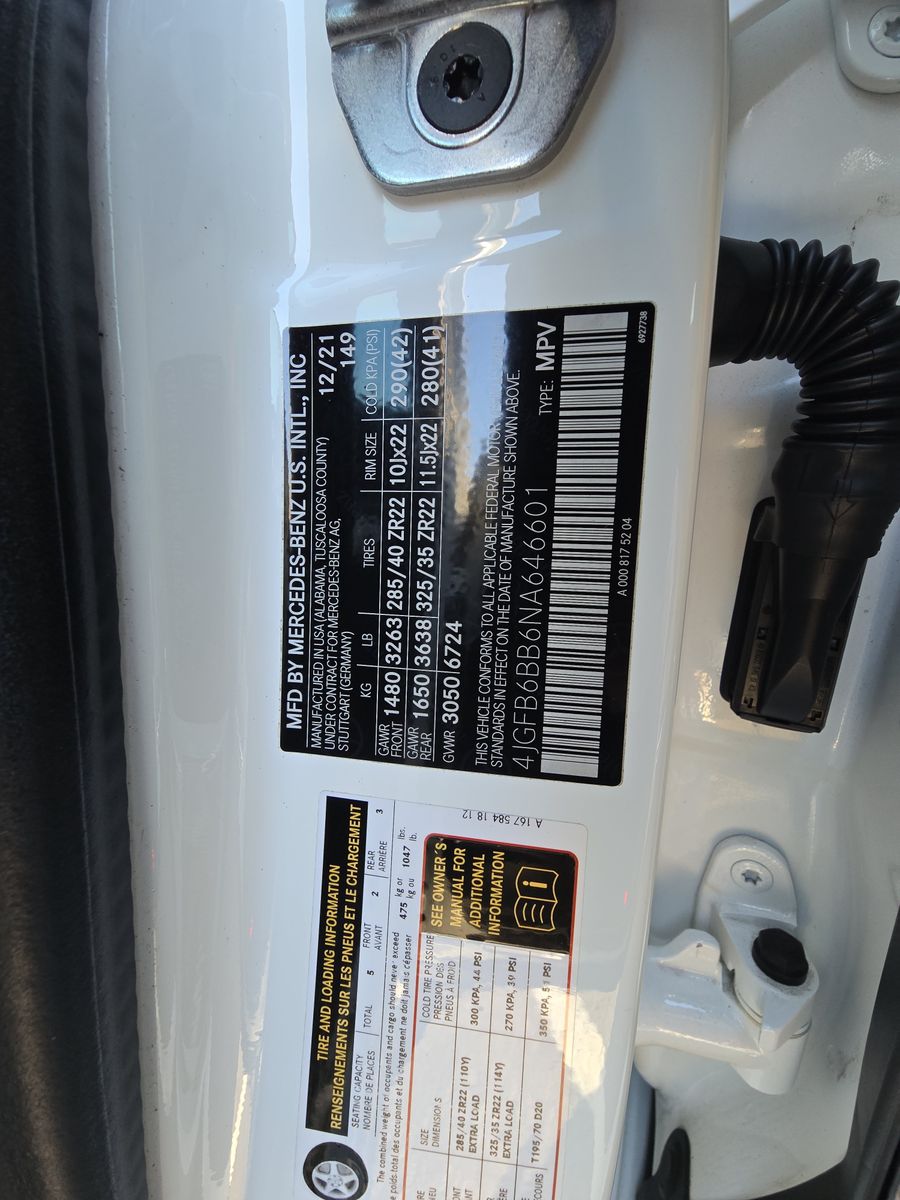 MFD BY MERCEDES-BENZ U.S. INTL., INC
MANUFACTURED IN USA (ALABAMA, TUSCALOOSA COUNTY) 12/21
UNDER CONTRACT FOR MERCEDES-BENZ AG, 149
STUTTGART (GERMANY)
KG LB TIRES RIM SIZE COLD KPA (PSI)
GAWR FRONT 1480 3263 285/40 ZR22 10Jx22 290(42)
GAWR REAR 1650 3638 325/35 ZR22 11.5Jx22 280(41)
GVWR 3050/6724
THIS VEHICLE CONFORMS TO ALL APPLICABLE FEDERAL MOTOR
STANDARDS IN EFFECT ON THE DATE OF MANUFACTURE SHOWN ABOVE.
4JGFB6BB6NA646601 TYPE: MPV
A 000 817 52 04 6927738
TIRE AND LOADING INFORMATION
RENSEIGNEMENTS SUR LES PNEUS ET LE CHARGEMENT
SEATING CAPACITY TOTAL 5 FRONT 2 REAR 3
NOMBRE DE PLACES AVANT ARRIÈRE
The combined weight of occupants and cargo should never exceed 475 kg or 1047 lbs.
poids total des occupants et du chargement ne doit jamais dépasser kg ou lb.
SIZE COLD TIRE PRESSURE
DIMENSIONS PRESSION DES
PNEUS À FROID
285/40 ZR22 (110Y) 300 KPA, 44 PSI
EXTRA LOAD
325/35 ZR22 (114Y) 270 KPA, 39 PSI
EXTRA LOAD
T195/70 D20 350 KPA, 51 PSI
SEE OWNER'S
MANUAL FOR
ADDITIONAL
INFORMATION
A 167 584 18 12